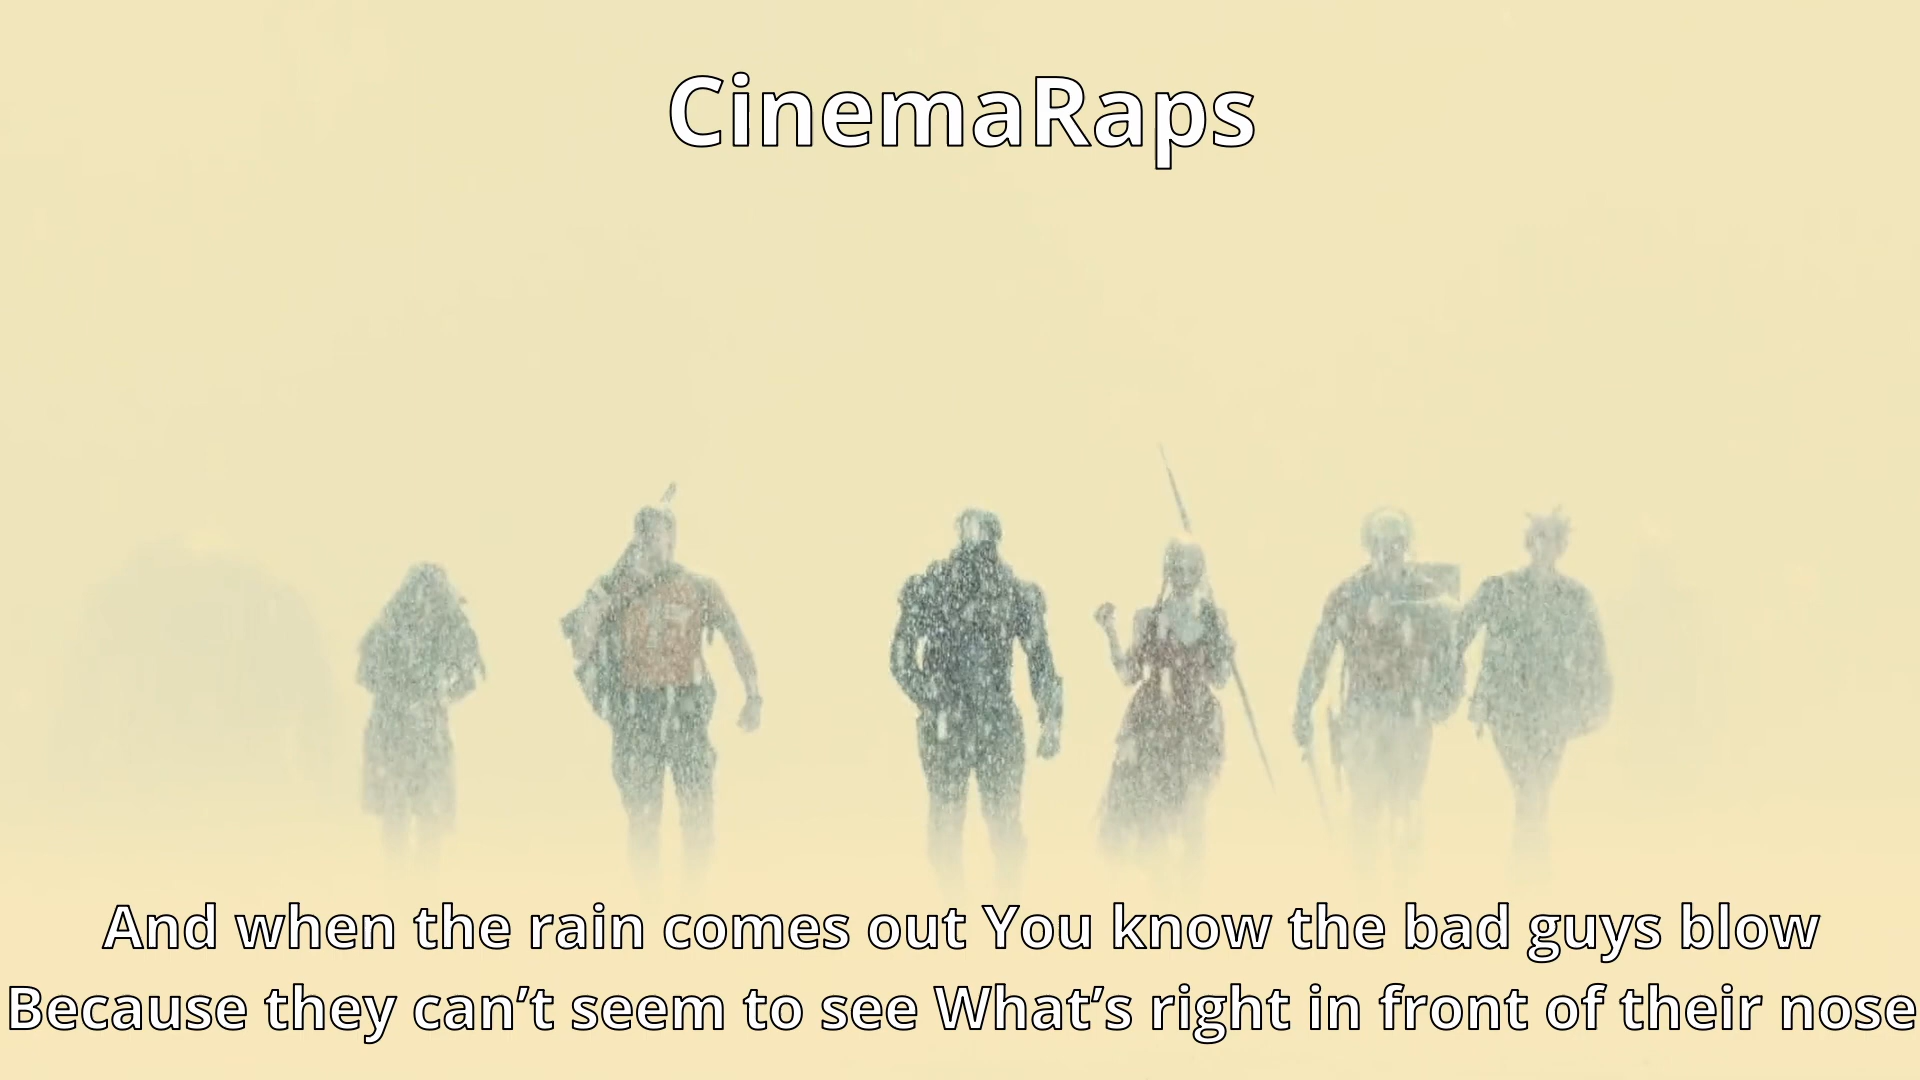 CinemaRaps
And when the rain comes out You know the bad guys blow
Because they can’t seem to see What’s right in front of their nose